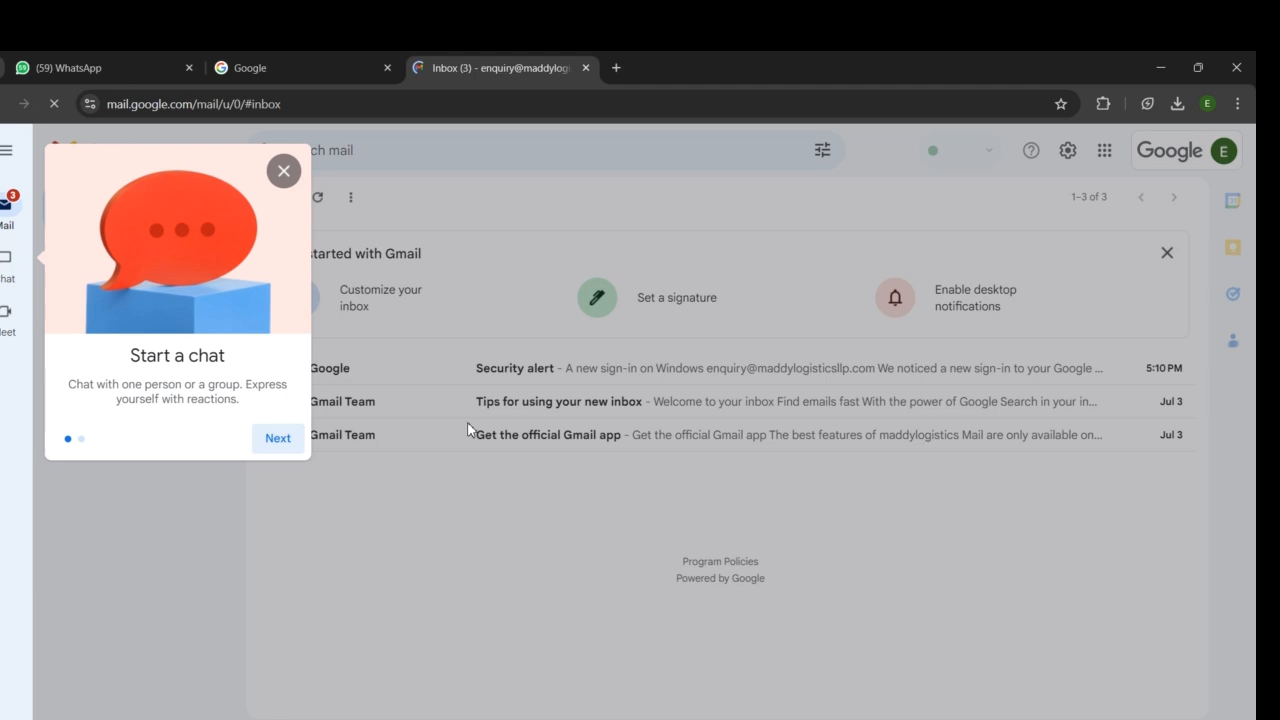 (59) WhatsApp
Google
Inbox (3) - enquiry@maddylog
mail.google.com/mail/u/0/#inbox
E
ch mail
Google E
3
Mail
1–3 of 3
started with Gmail
Customize your
inbox
Set a signature
Enable desktop
notifications
hat
leet
Start a chat
Chat with one person or a group. Express
yourself with reactions.
Next
Google Security alert - A new sign-in on Windows enquiry@maddylogisticsllp.com We noticed a new sign-in to your Google ... 5:10 PM
Gmail Team Tips for using your new inbox - Welcome to your inbox Find emails fast With the power of Google Search in your in... Jul 3
Gmail Team Get the official Gmail app - Get the official Gmail app The best features of maddylogistics Mail are only available on... Jul 3
Program Policies
Powered by Google